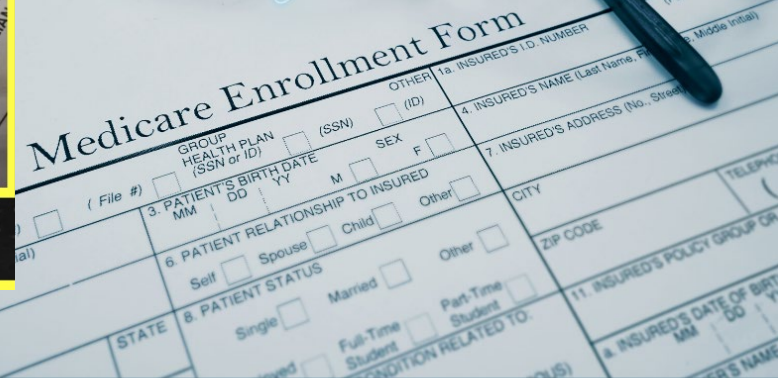 Medicare Enrollment Form
OTHER
1a. INSURED'S I.D. NUMBER
GROUP
HEALTH PLAN
(SSN or ID)
(SSN)
(ID)
4. INSURED'S NAME (Last Name, Middle Initial)
( File #)
3. PATIENT'S BIRTH DATE
MM DD YY
SEX
M F
7. INSURED'S ADDRESS (No., Street
6. PATIENT RELATIONSHIP TO INSURED
Self Spouse Child Other
CITY
8. PATIENT STATUS
Single Married Other
ZIP CODE
STATE
Full-Time
Student
Part-Time
Student
11. INSURED'S POLICY GROUP
CONDITION RELATED TO:
a. INSURED'S DATE OF
MM DD